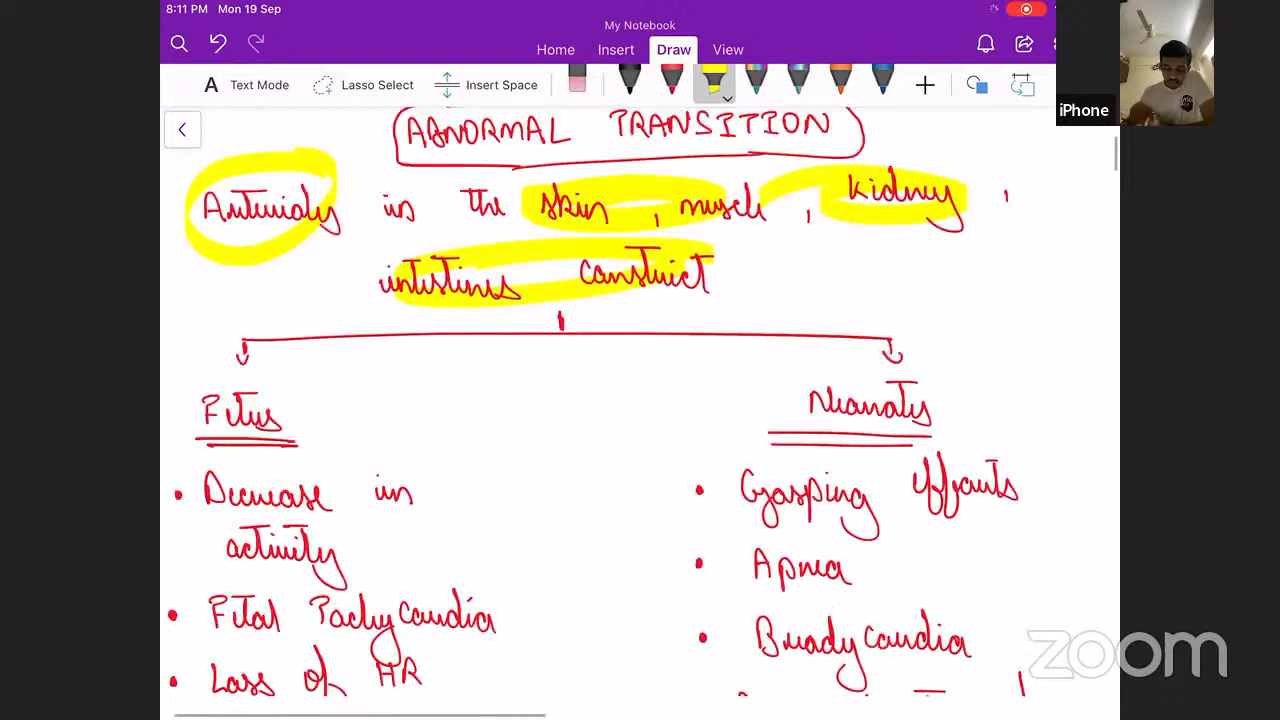 8:11 PM Mon 19 Sep
My Notebook
Home Insert Draw View
Text Mode Lasso Select Insert Space
iPhone
ABNORMAL TRANSITION
Arterioles in the skin, muscle, kidney,
intestines constrict
Fetus
Neonates
• Decrease in
activity
• Fetal Tachycardia
• Loss of HR
• Gasping efforts
• Apnea
• Bradycardia
zoom